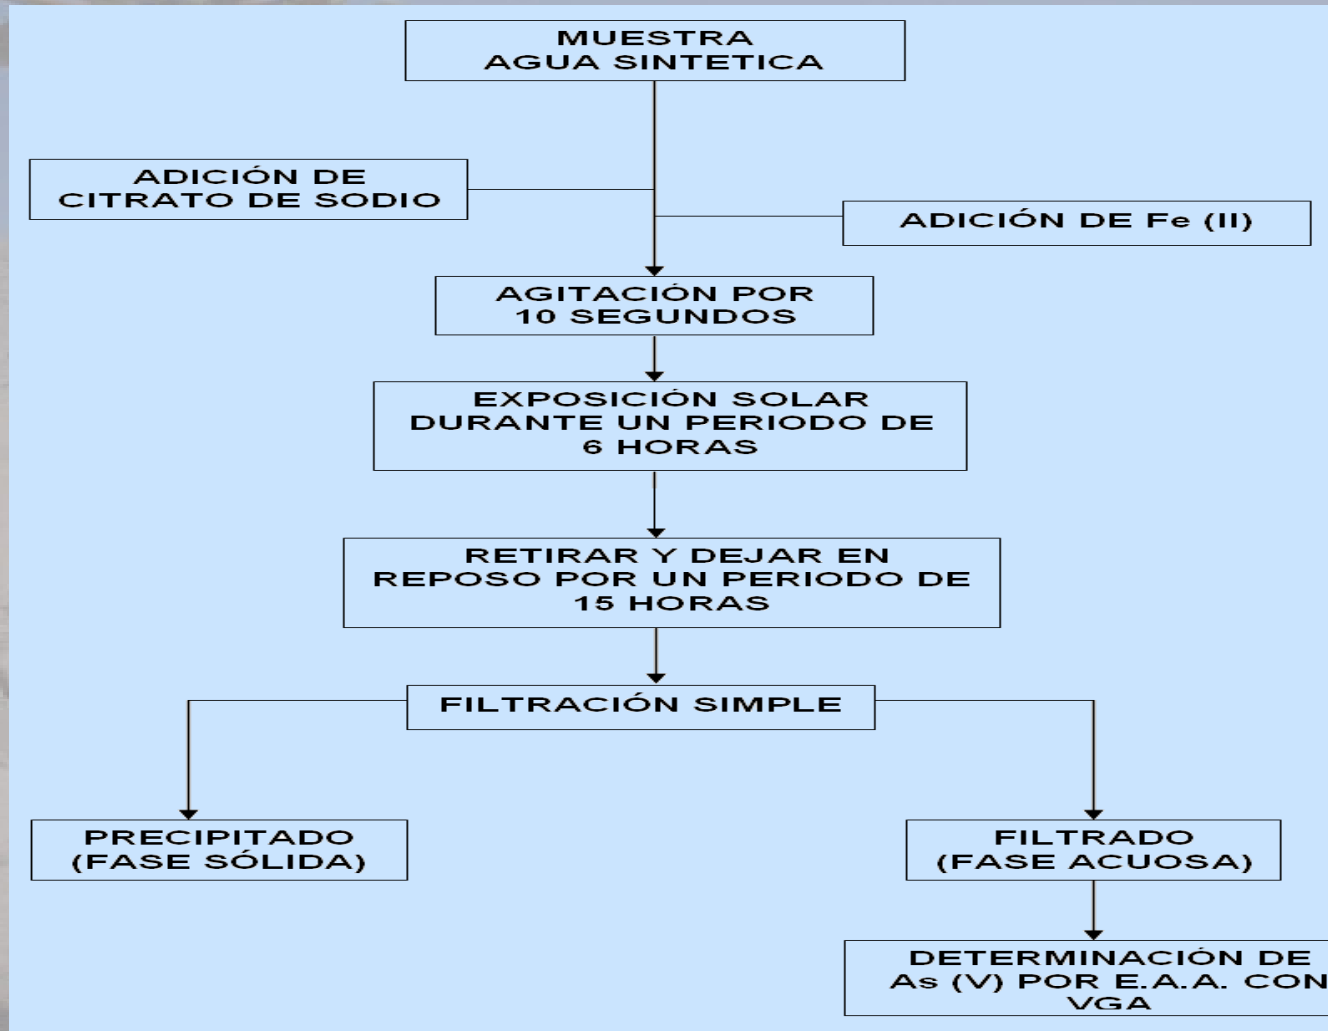 MUESTRA
AGUA SINTETICA
ADICIÓN DE
CITRATO DE SODIO
ADICIÓN DE Fe (II)
AGITACIÓN POR
10 SEGUNDOS
EXPOSICIÓN SOLAR
DURANTE UN PERIODO DE
6 HORAS
RETIRAR Y DEJAR EN
REPOSO POR UN PERIODO DE
15 HORAS
FILTRACIÓN SIMPLE
PRECIPITADO
(FASE SÓLIDA)
FILTRADO
(FASE ACUOSA)
DETERMINACIÓN DE
As (V) POR E.A.A. CON
VGA